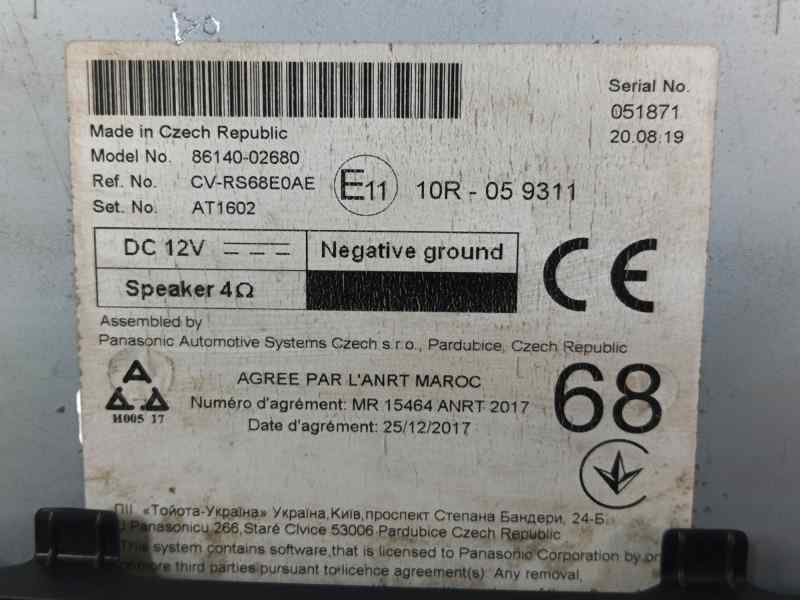 Serial No.
051871
20.08.19
Made in Czech Republic
Model No. 86140-02680
Ref. No. CV-RS68E0AE
Set. No. AT1602
E11 10R - 05 9311
DC 12V Negative ground
Speaker 4Ω
CE
Assembled by
Panasonic Automotive Systems Czech s.r.o., Pardubice, Czech Republic
A
H005 17
AGREE PAR L'ANRT MAROC
Numéro d'agrément: MR 15464 ANRT 2017
Date d'agrément: 25/12/2017
68
ПІІ «Тойота-Україна» Україна,Київ,проспект Степана Бандери, 24-Б
U Panasonicu 266,Staré Clvice 53006 Pardubice Czech Republic
This system contains software,that is licensed to Panasonic Corporation by
more third parties pursuant to licence agreement(s). Any removal,